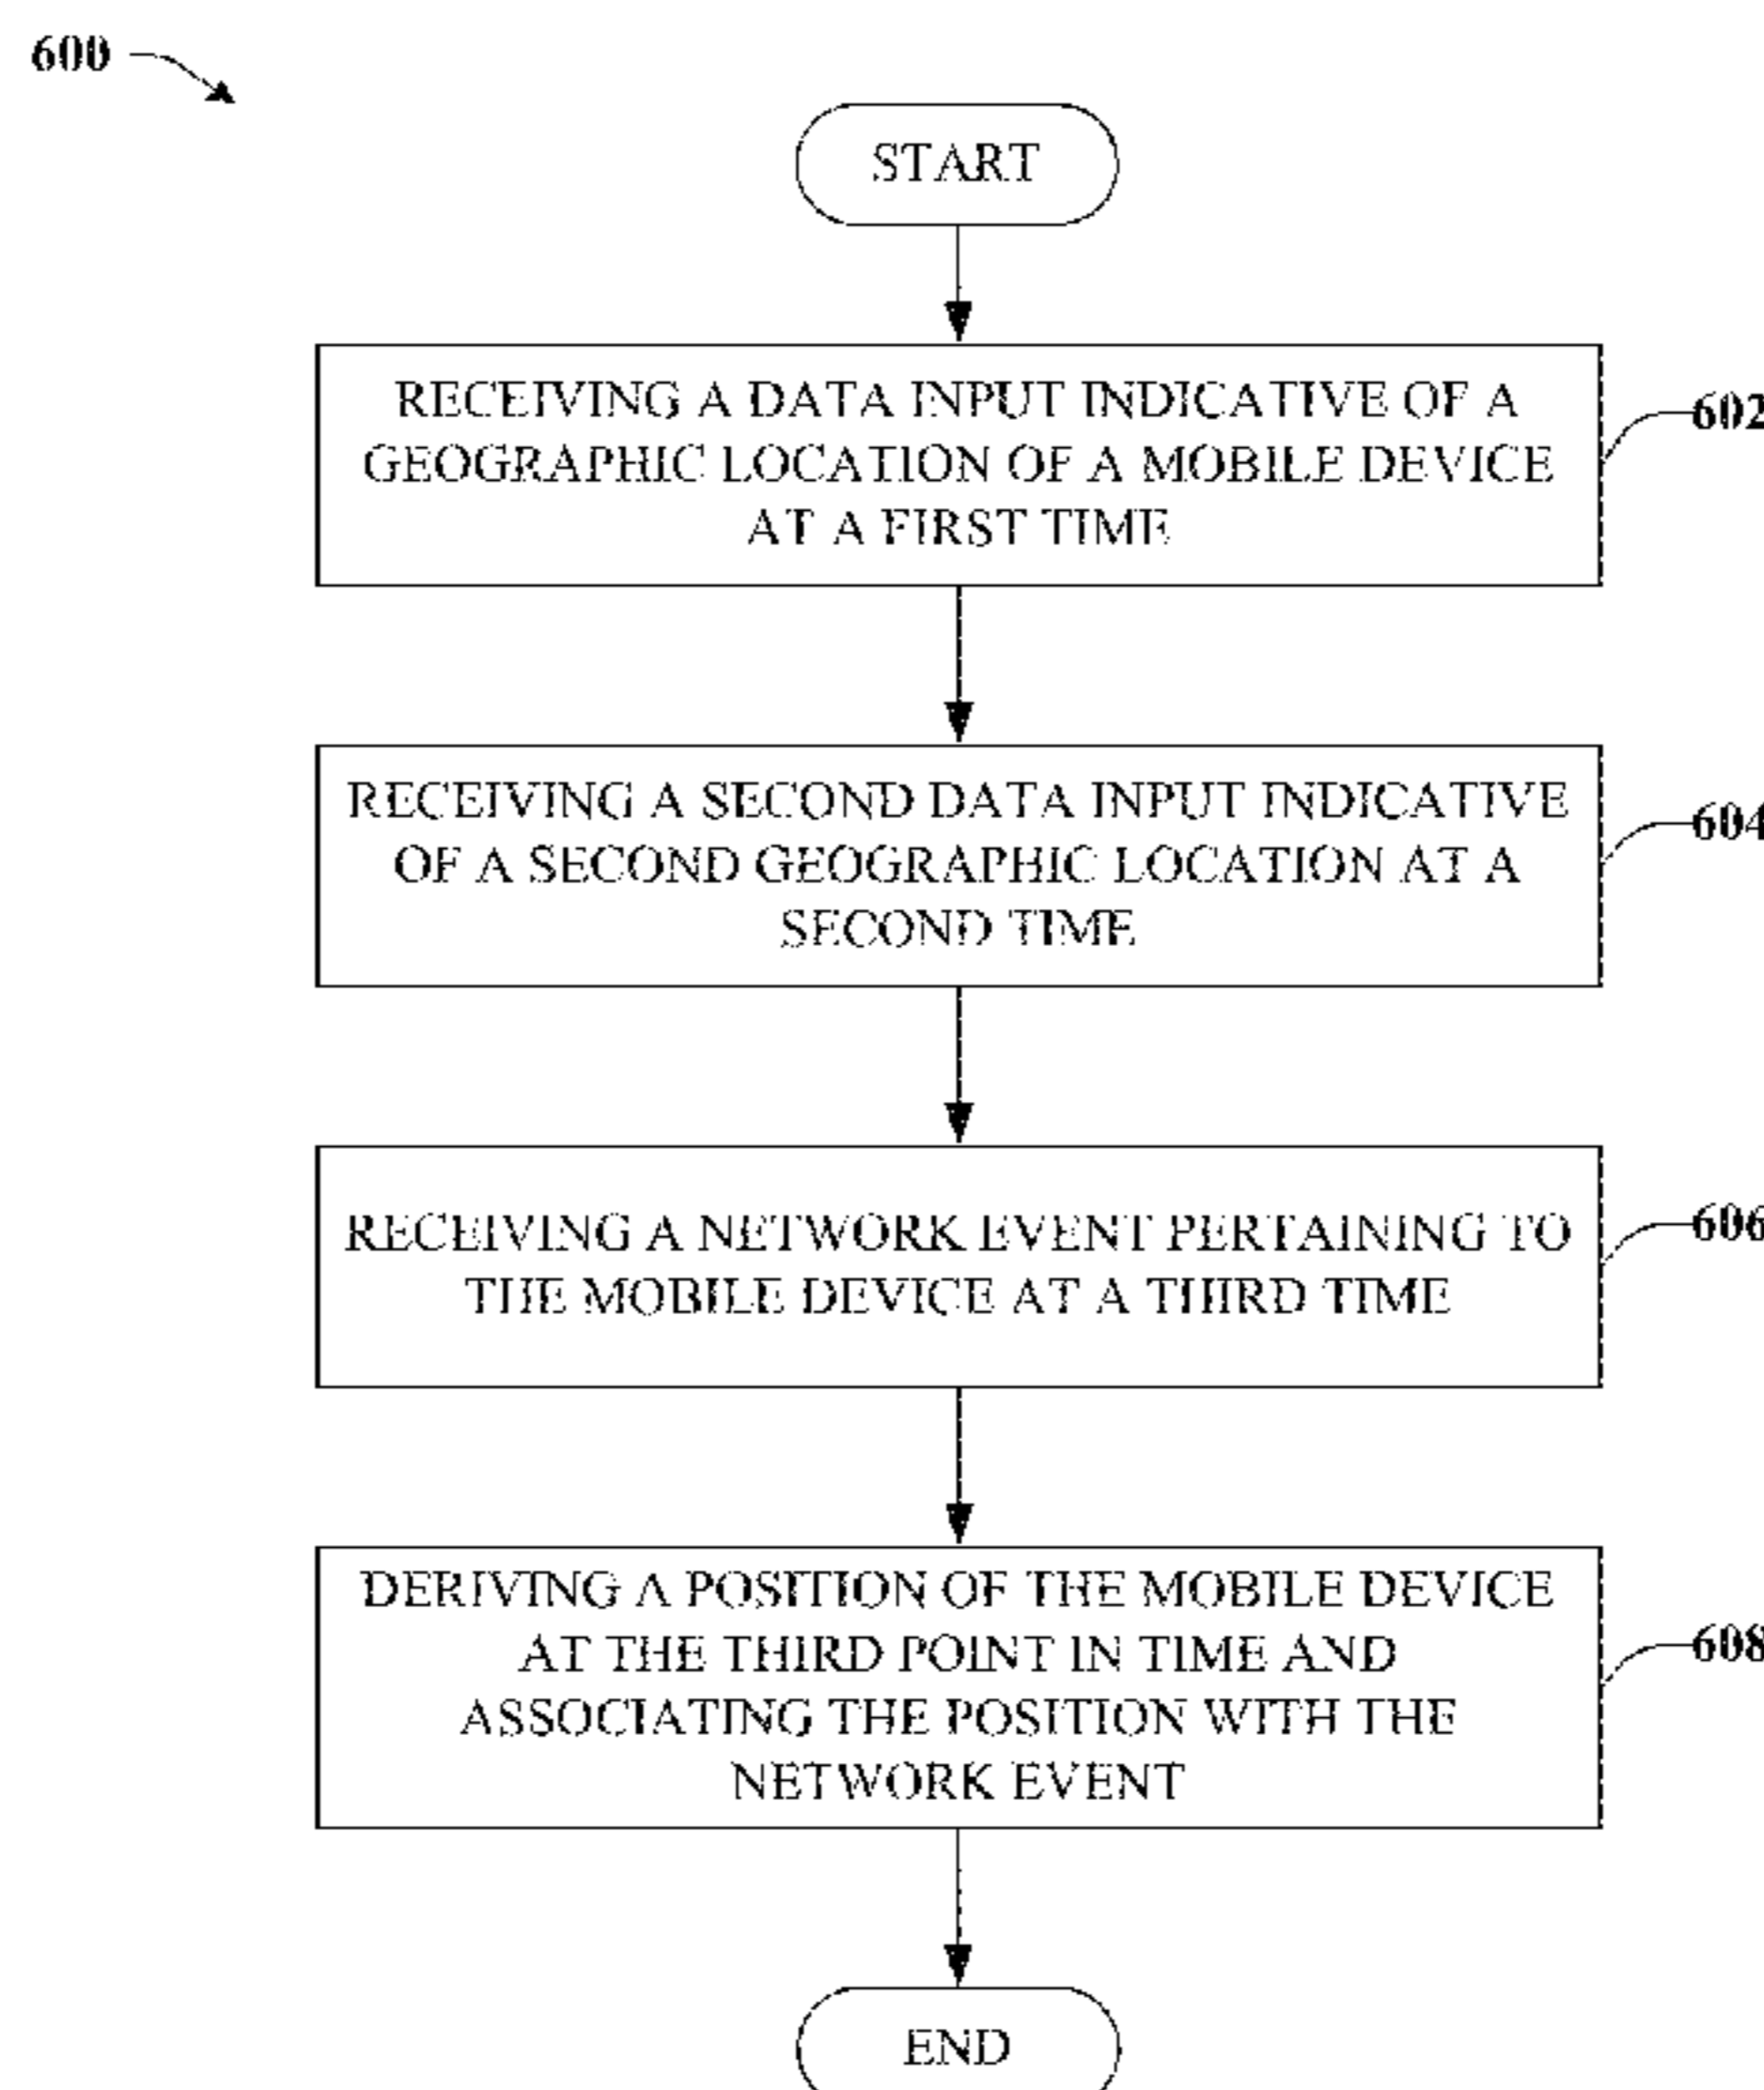 600
START
RECEIVING A DATA INPUT INDICATIVE OF A
GEOGRAPHIC LOCATION OF A MOBILE DEVICE
AT A FIRST TIME
602
RECEIVING A SECOND DATA INPUT INDICATIVE
OF A SECOND GEOGRAPHIC LOCATION AT A
SECOND TIME
604
RECEIVING A NETWORK EVENT PERTAINING TO
THE MOBILE DEVICE AT A THIRD TIME
606
DERIVING A POSITION OF THE MOBILE DEVICE
AT THE THIRD POINT IN TIME AND
ASSOCIATING THE POSITION WITH THE
NETWORK EVENT
608
END